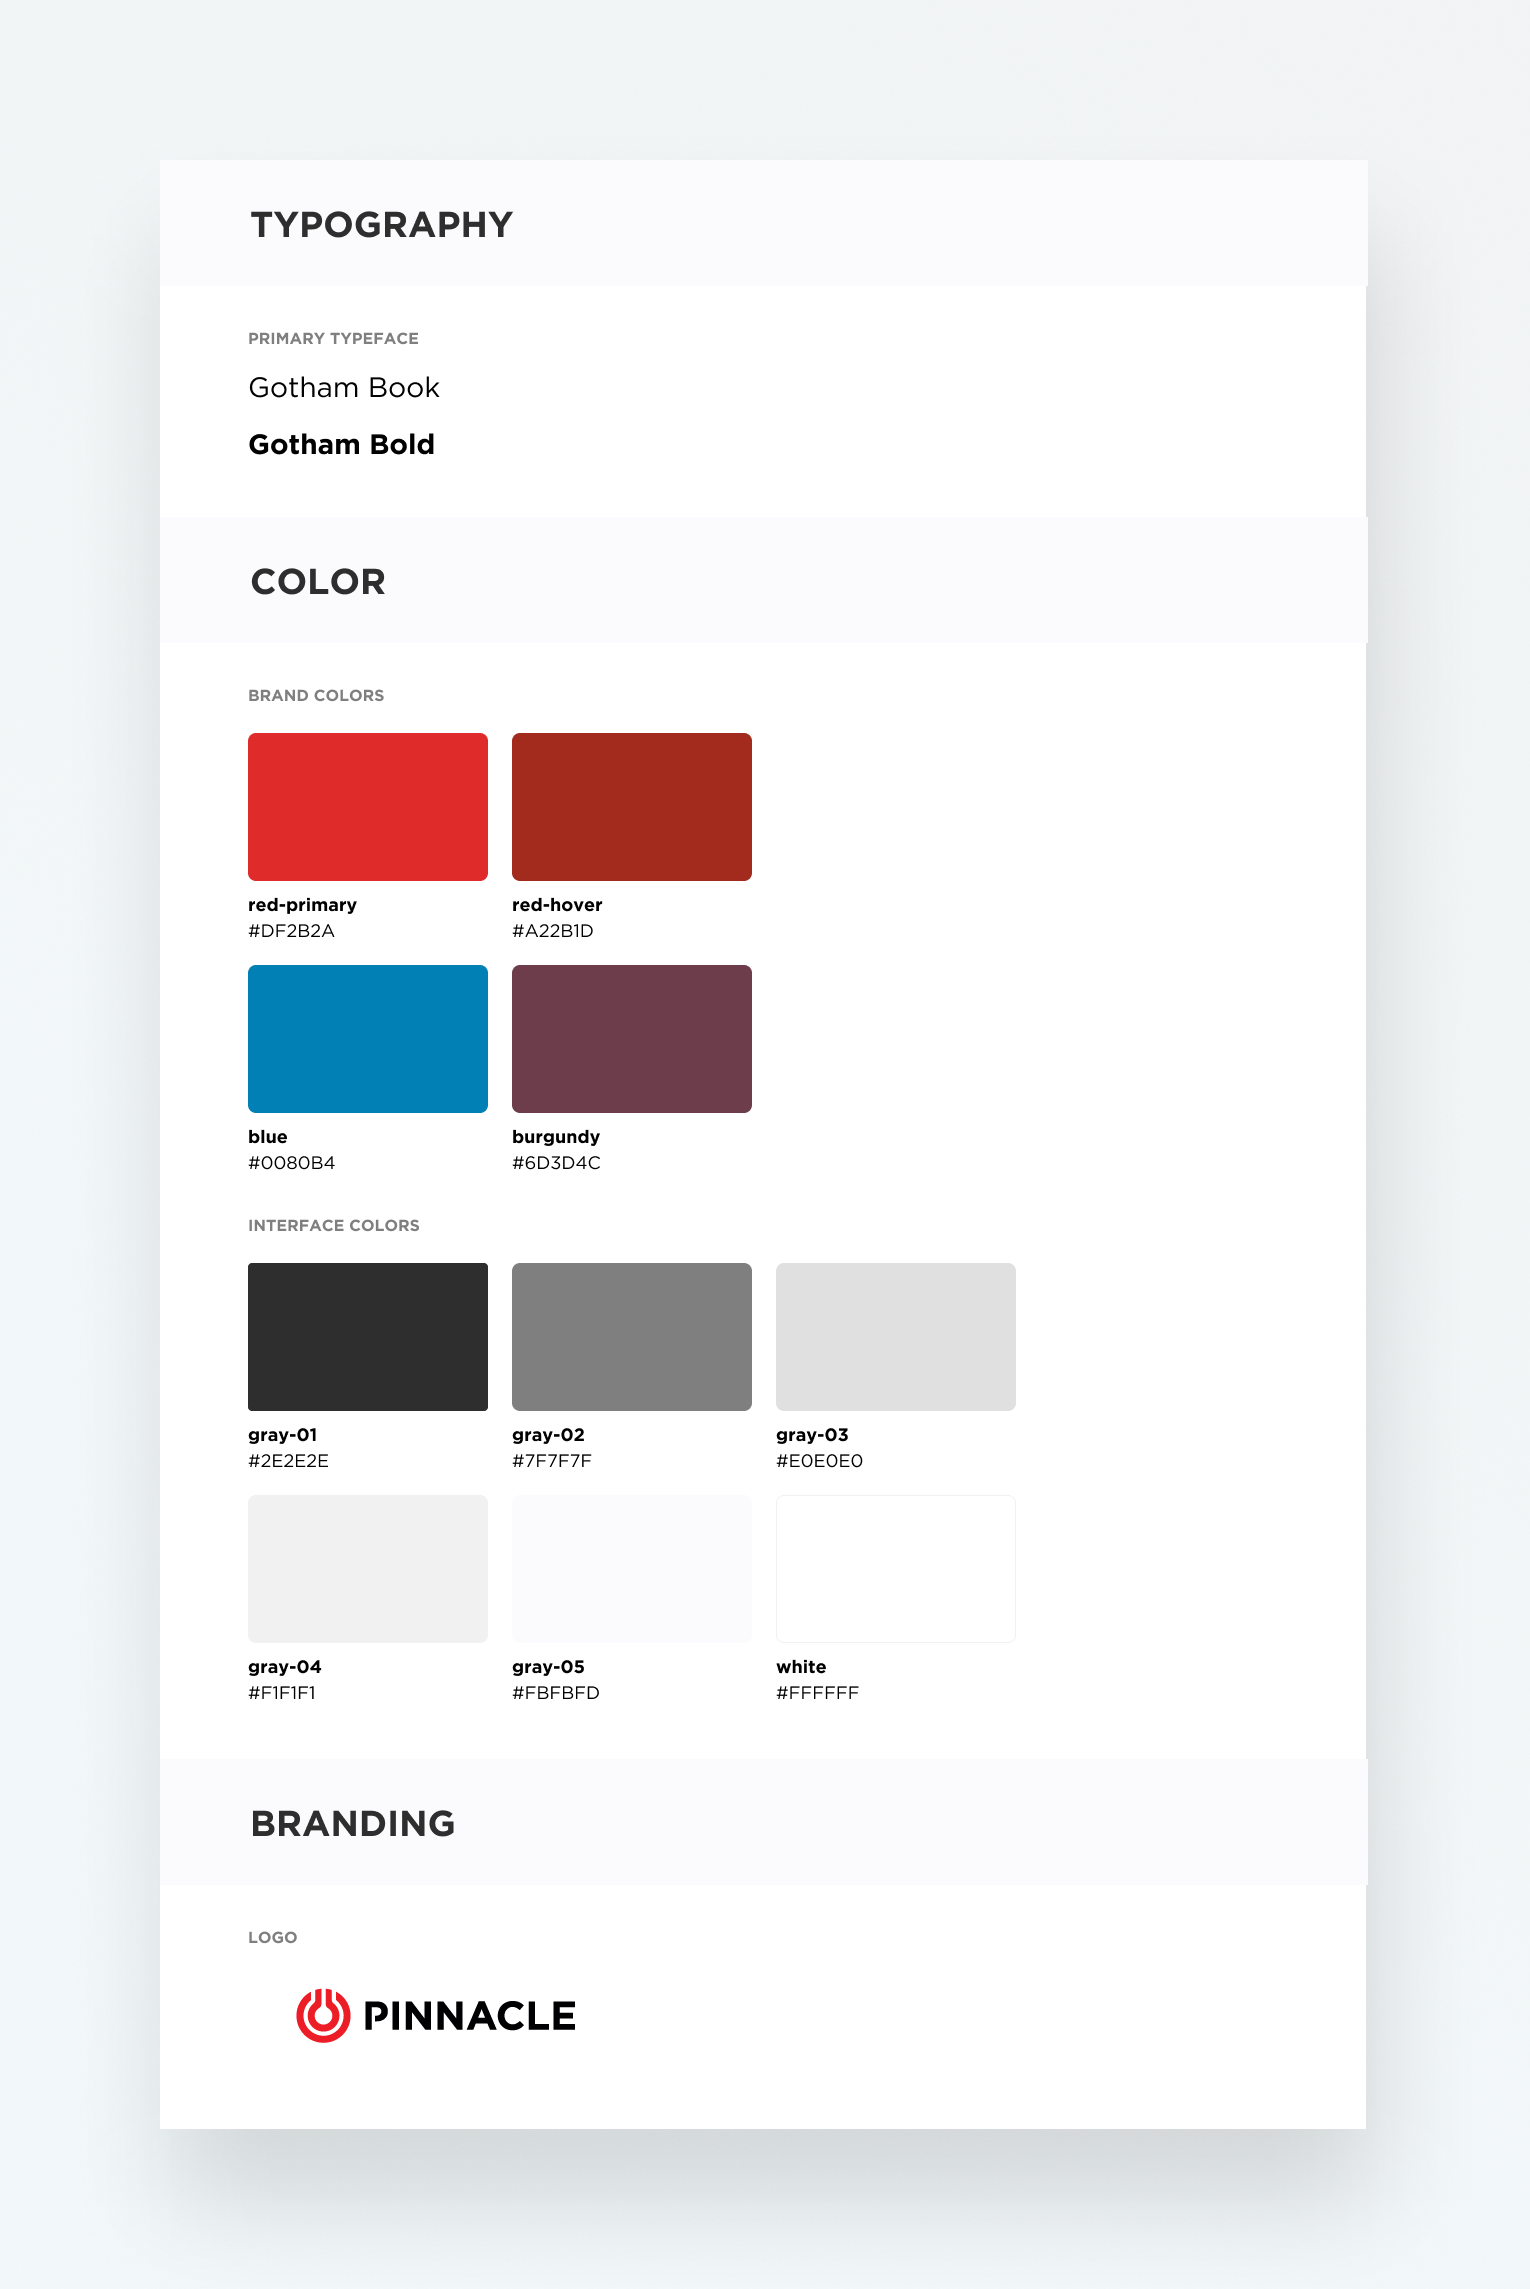 TYPOGRAPHY
PRIMARY TYPEFACE
Gotham Book
Gotham Bold
COLOR
BRAND COLORS
red-primary
#DF2B2A
red-hover
#A22B1D
blue
#0080B4
burgundy
#6D3D4C
INTERFACE COLORS
gray-01
#2E2E2E
gray-02
#7F7F7F
gray-03
#E0E0E0
gray-04
#F1F1F1
gray-05
#FBFBFD
white
#FFFFFF
BRANDING
LOGO
PINNACLE